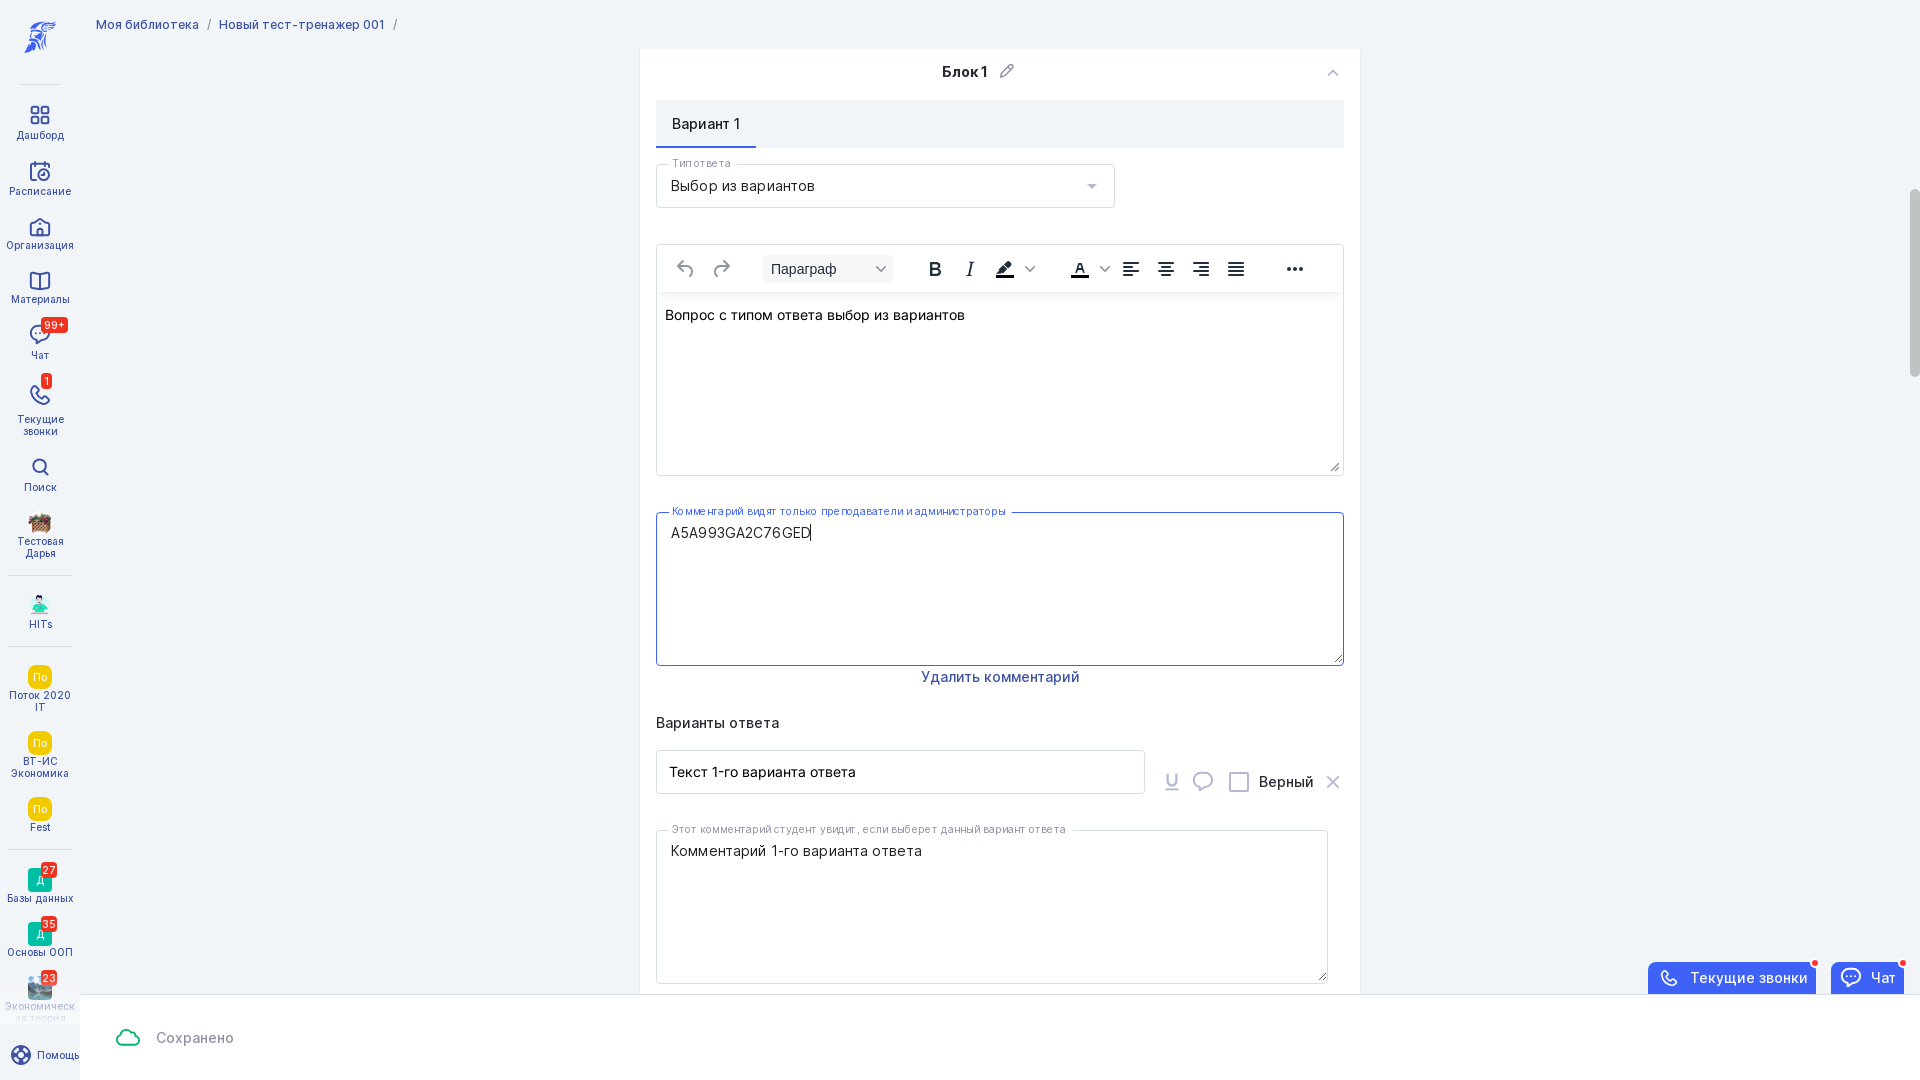 Моя библиотека / Новый тест-тренажер 001 /
Блок 1
Вариант 1
Тип ответа
Выбор из вариантов
Параграф
Вопрос с типом ответа выбор из вариантов
Комментарий видят только преподаватели и администраторы
A5A993GA2C76GED
Удалить комментарий
Варианты ответа
Текст 1-го варианта ответа
Верный
Этот комментарий студент увидит, если выберет данный вариант ответа
Комментарий 1-го варианта ответа
Дашборд
Расписание
Организация
Материалы
99+
Чат
1
Текущие
звонки
Поиск
Тестовая
Дарья
HITs
По
Поток 2020
IT
По
ВТ-ИС
Экономика
По
Fest
27
Д
Базы данных
35
Д
Основы ООП
23
Экономическ
ая теория
Помощь
Сохранено
Текущие звонки
Чат